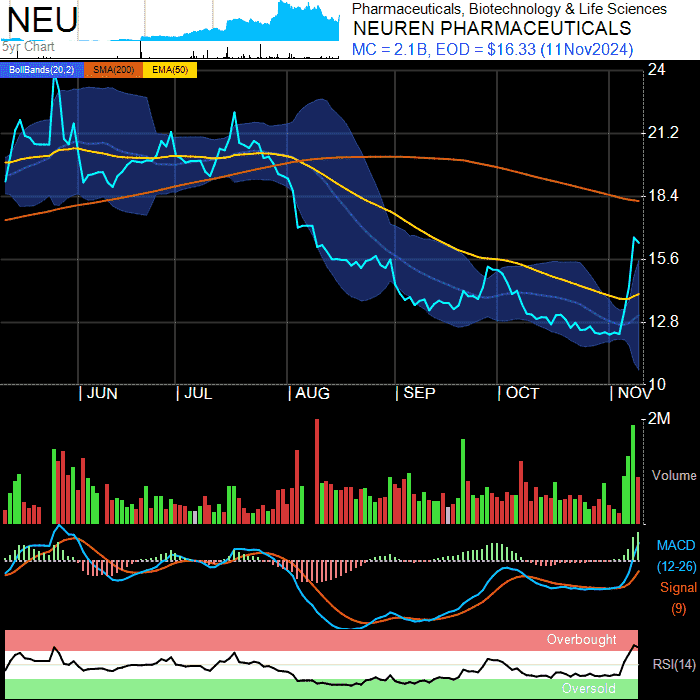 NEU
5yr Chart
Pharmaceuticals, Biotechnology & Life Sciences
NEUREN PHARMACEUTICALS
MC = 2.1B, EOD = $16.33 (11Nov2024)
BollBands(20,2) SMA(200) EMA(50)
24
21.2
18.4
15.6
12.8
10
JUN JUL AUG SEP OCT NOV
2M
Volume
MACD
(12-26)
Signal
(9)
Overbought
RSI(14)
Oversold